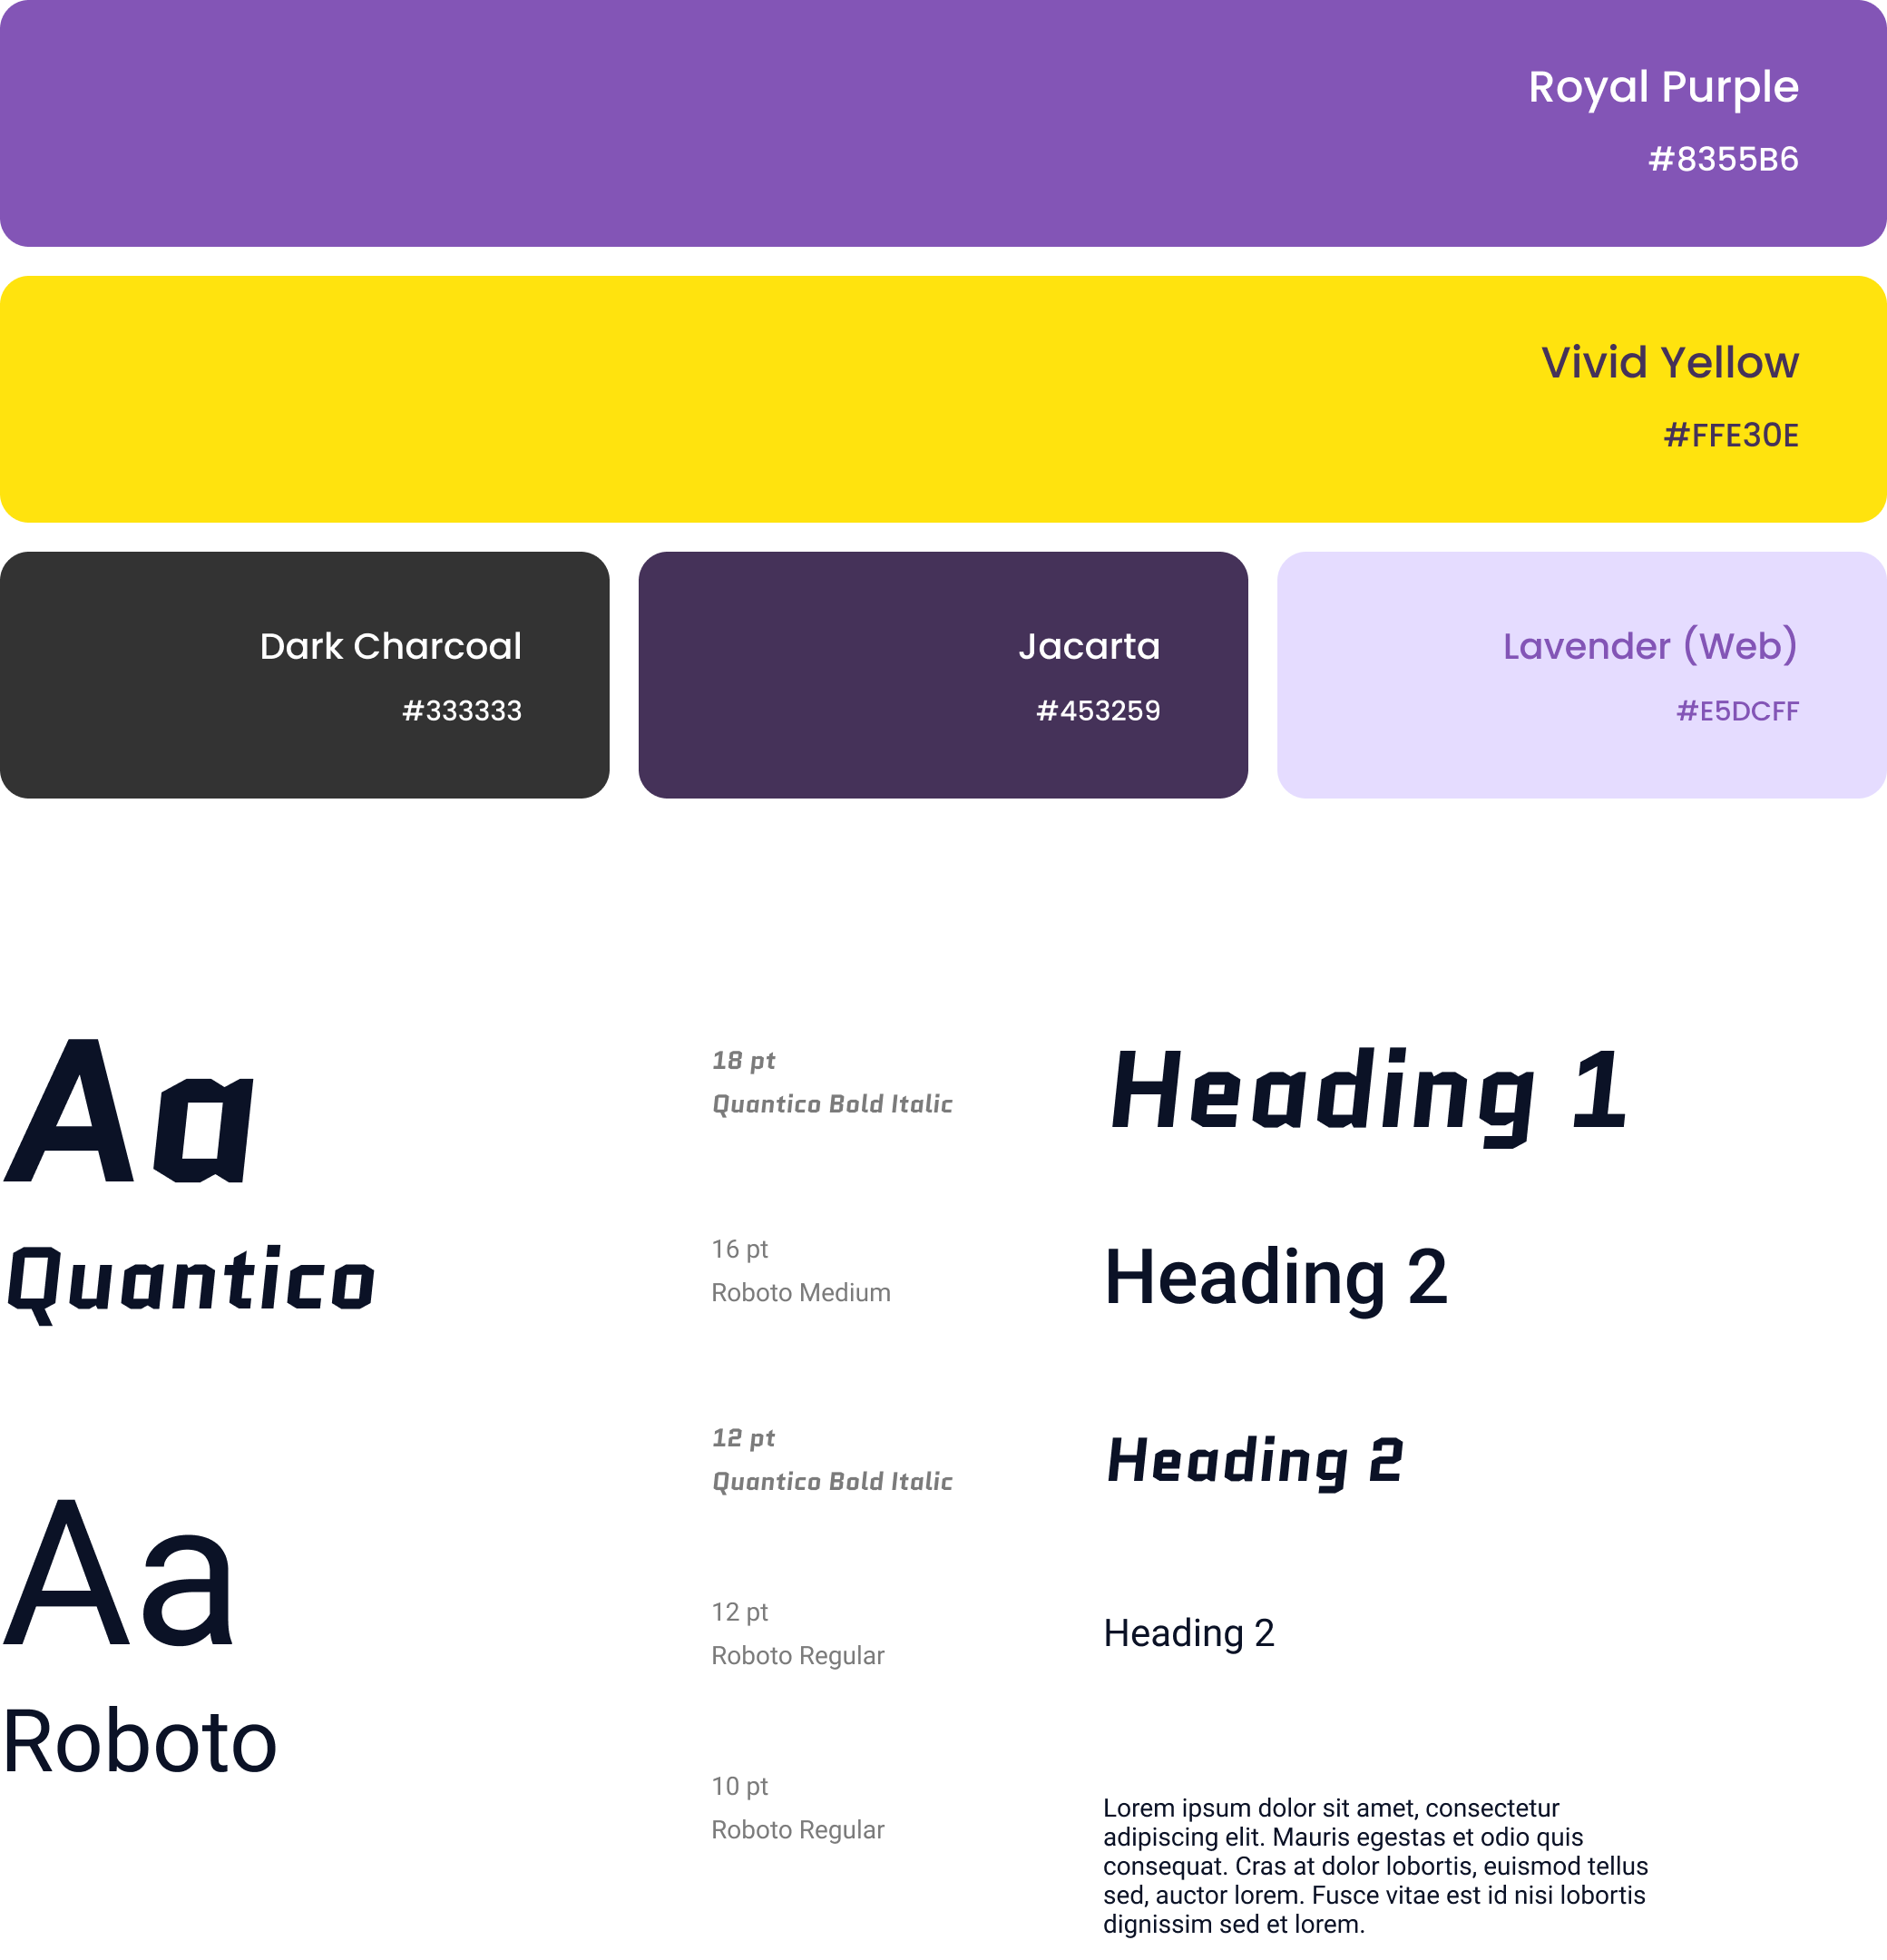 Royal Purple
#8355B6
Vivid Yellow
#FFE30E
Dark Charcoal
#333333
Jacarta
#453259
Lavender (Web)
#E5DCFF
Aa
Quantico
Aa
Roboto
18 pt
Quantico Bold Italic
Heading 1
16 pt
Roboto Medium
Heading 2
12 pt
Quantico Bold Italic
Heading 2
12 pt
Roboto Regular
Heading 2
10 pt
Roboto Regular
Lorem ipsum dolor sit amet, consectetur
adipiscing elit. Mauris egestas et odio quis
consequat. Cras at dolor lobortis, euismod tellus
sed, auctor lorem. Fusce vitae est id nisi lobortis
dignissim sed et lorem.